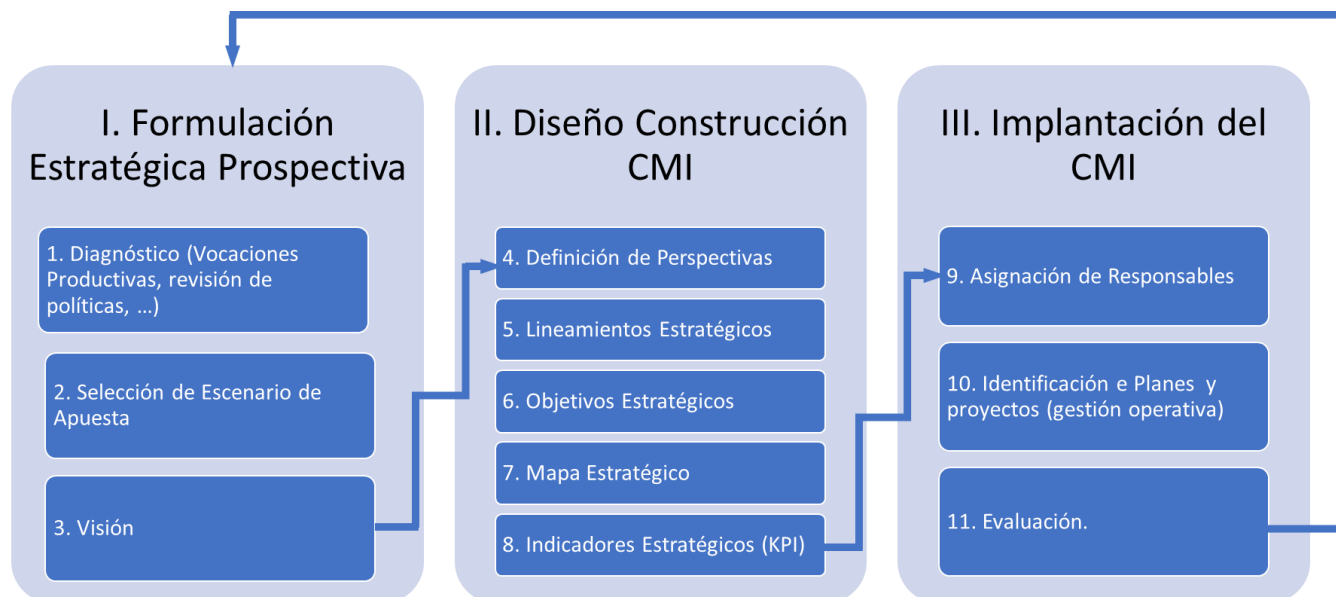 I. Formulación
Estratégica Prospectiva
1. Diagnóstico (Vocaciones
Productivas, revisión de
políticas, ...)
2. Selección de Escenario de
Apuesta
3. Visión
II. Diseño Construcción
CMI
4. Definición de Perspectivas
5. Lineamientos Estratégicos
6. Objetivos Estratégicos
7. Mapa Estratégico
8. Indicadores Estratégicos (KPI)
III. Implantación del
CMI
9. Asignación de Responsables
10. Identificación e Planes y
proyectos (gestión operativa)
11. Evaluación.